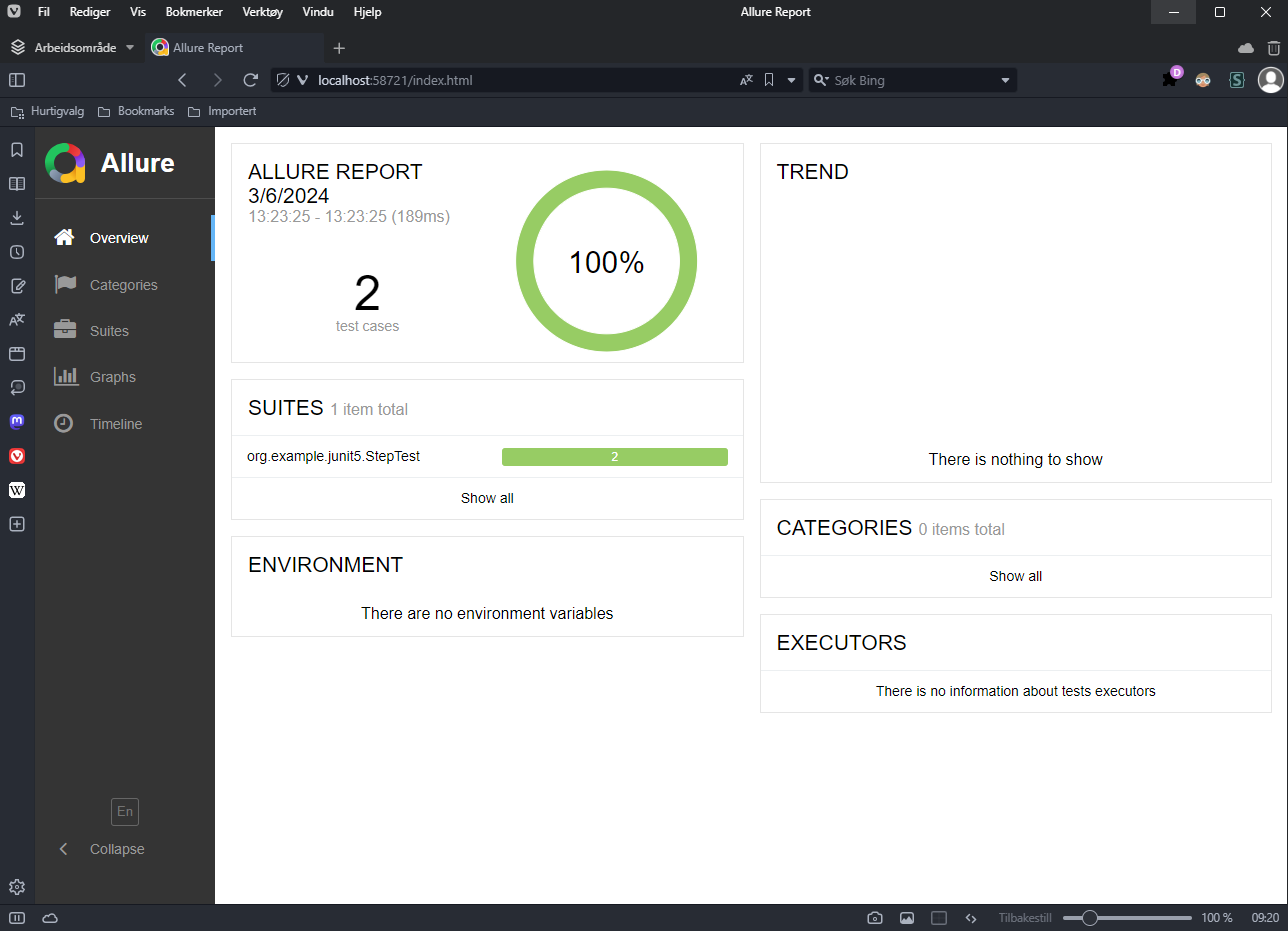 Fil Rediger Vis Bokmerker Verktøy Vindu Hjelp Allure Report
Arbeidsområde Allure Report
localhost:58721/index.html Søk Bing D S
Hurtigvalg Bookmarks Importert
Allure
Overview
Categories
Suites
Graphs
Timeline
En
Collapse
ALLURE REPORT
3/6/2024
13:23:25 - 13:23:25 (189ms)
2
test cases
100%
SUITES 1 item total
org.example.junit5.StepTest 2
Show all
ENVIRONMENT
There are no environment variables
TREND
There is nothing to show
CATEGORIES 0 items total
Show all
EXECUTORS
There is no information about tests executors
W
Tilbakestill 100 % 09:20